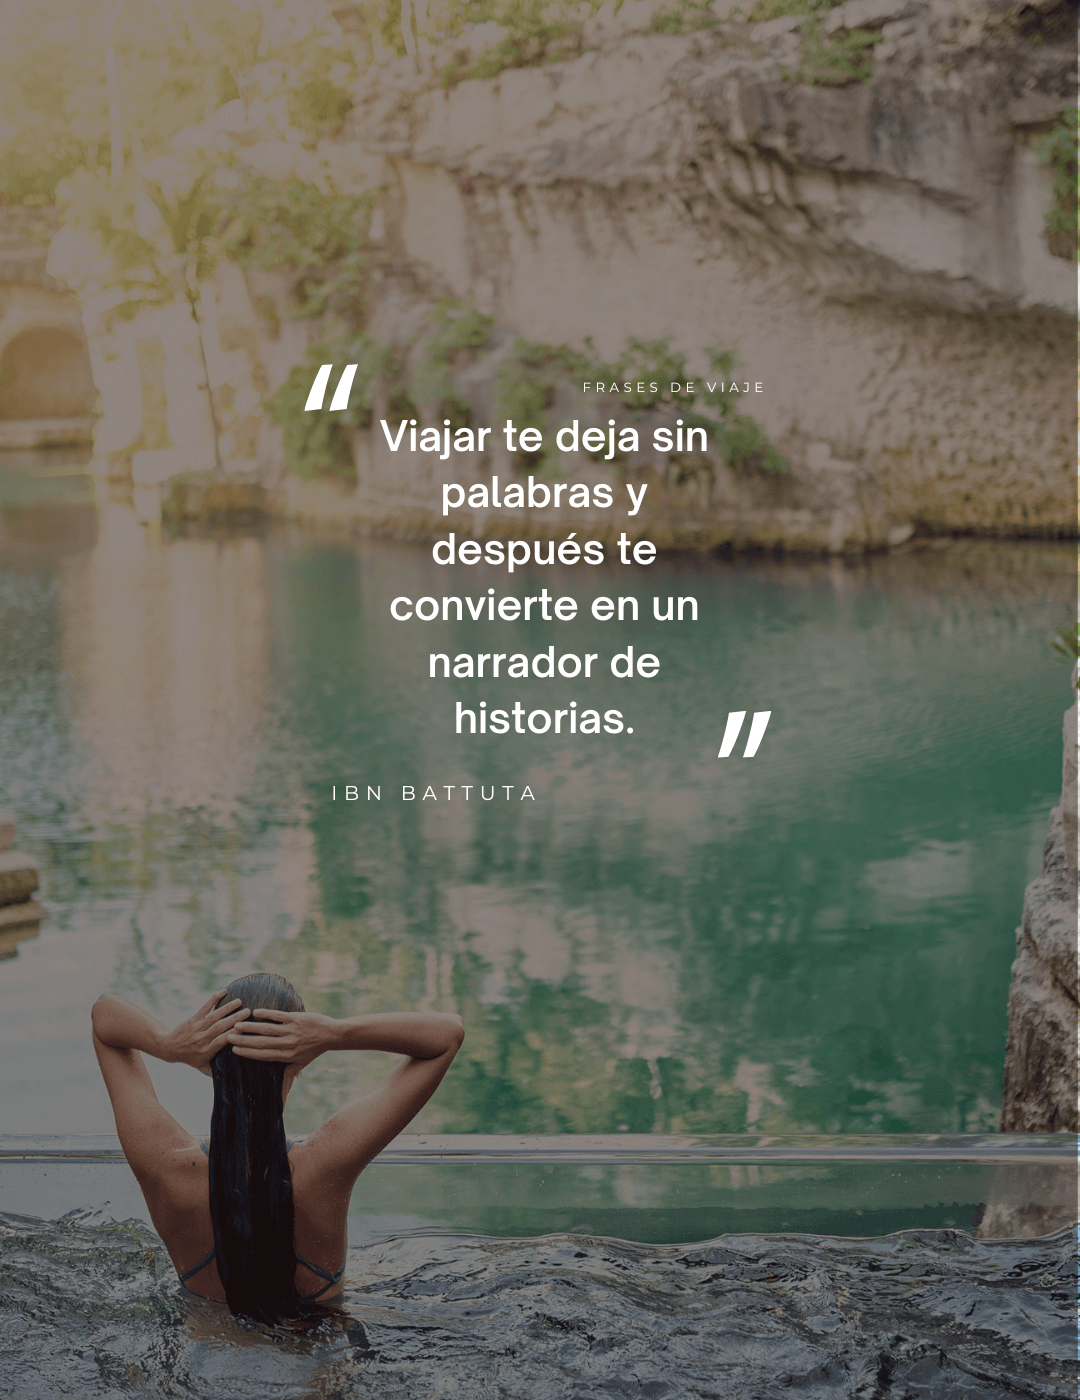 FRASES DE VIAJE
“
Viajar te deja sin
palabras y
después te
convierte en un
narrador de
historias.
”
IBN BATTUTA